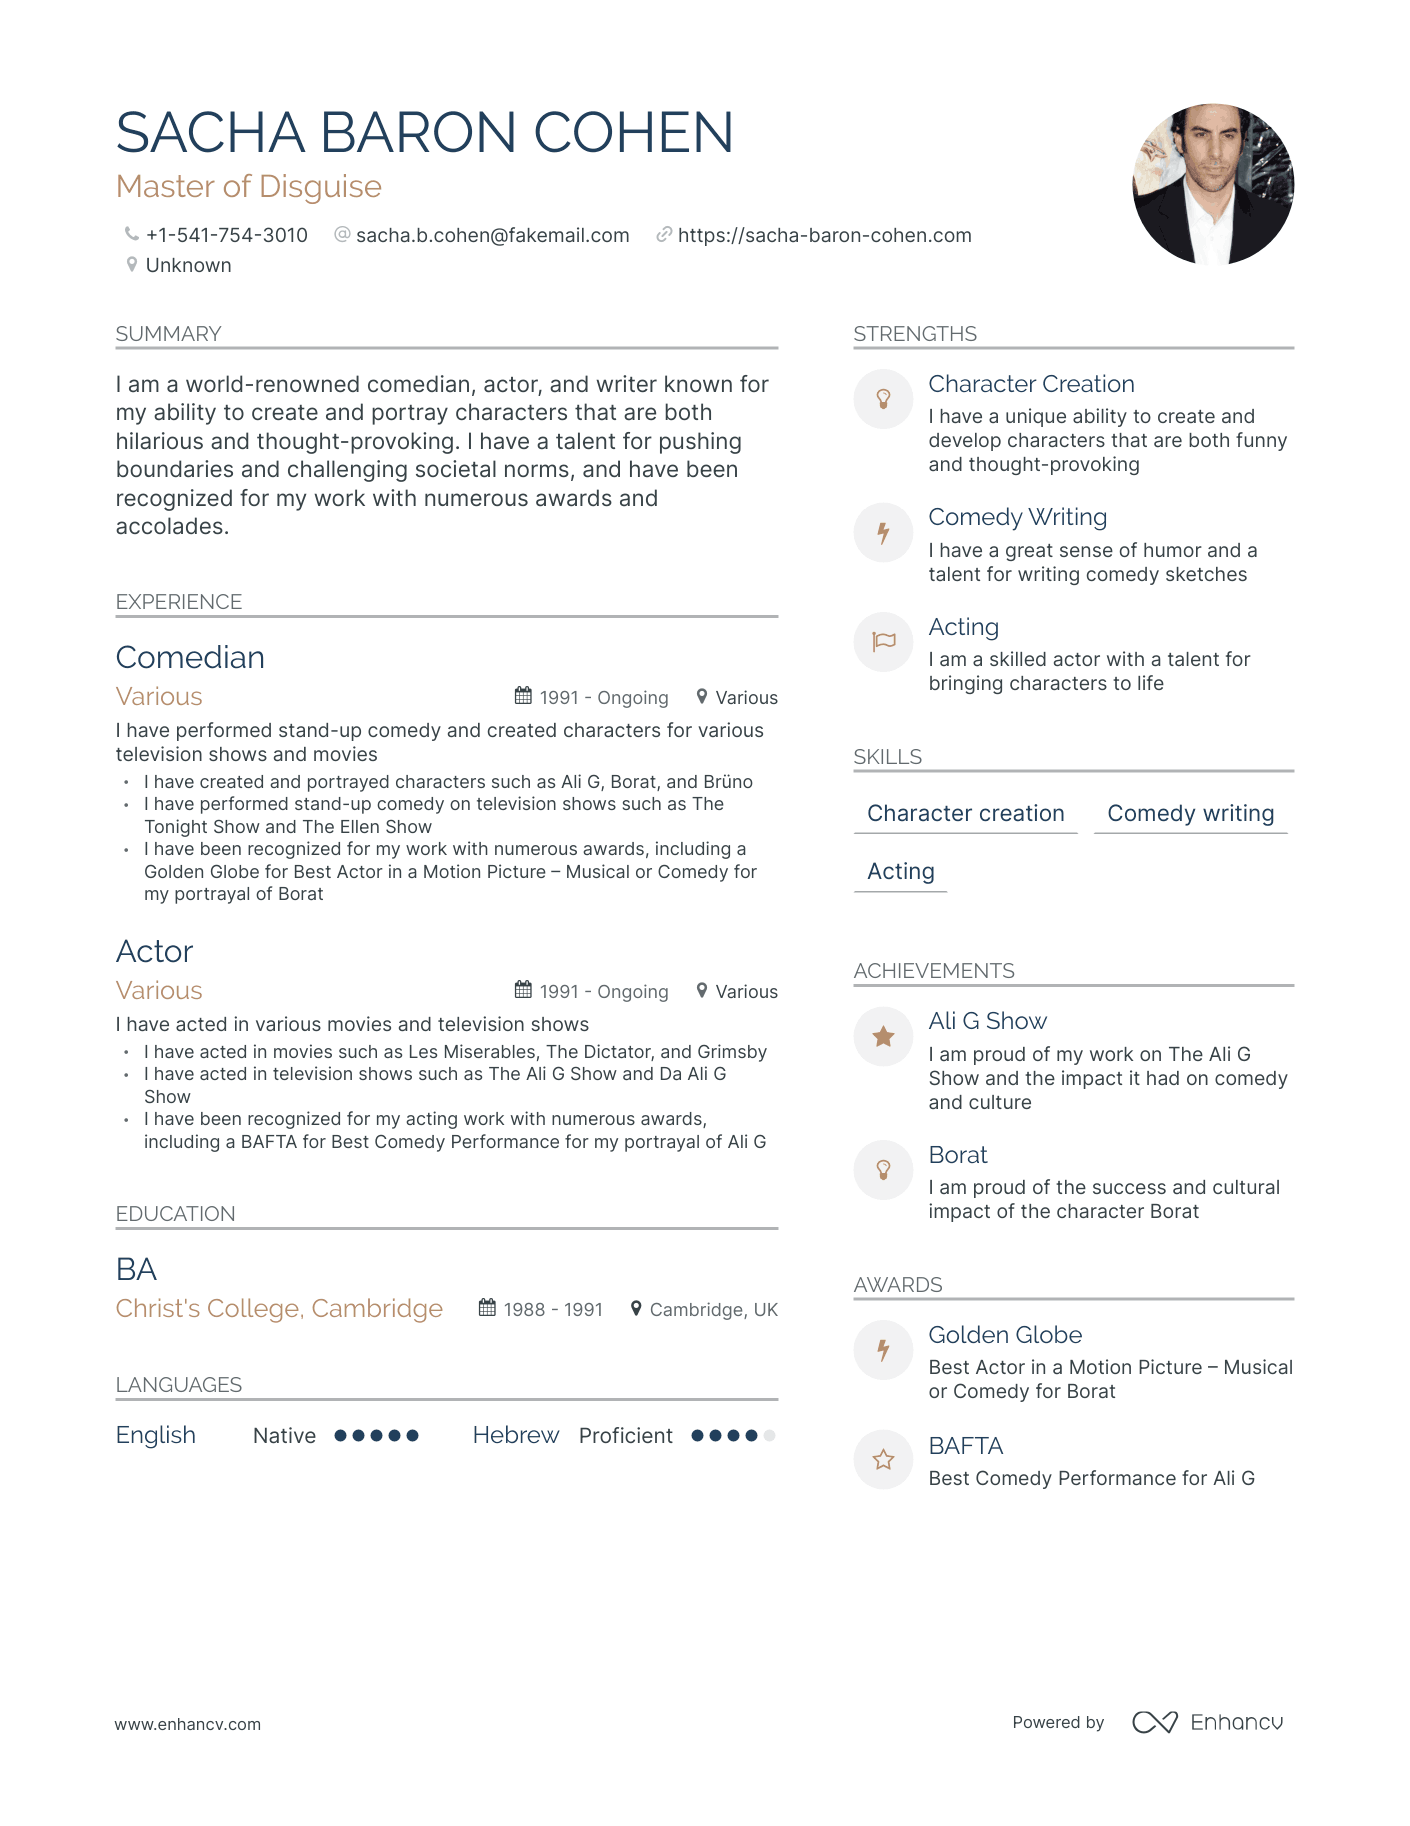 SACHA BARON COHEN
Master of Disguise
+1-541-754-3010 sacha.b.cohen@fakemail.com https://sacha-baron-cohen.com
Unknown
SUMMARY
I am a world-renowned comedian, actor, and writer known for
my ability to create and portray characters that are both
hilarious and thought-provoking. I have a talent for pushing
boundaries and challenging societal norms, and have been
recognized for my work with numerous awards and
accolades.
EXPERIENCE
Comedian
Various 1991 - Ongoing Various
I have performed stand-up comedy and created characters for various
television shows and movies
• I have created and portrayed characters such as Ali G, Borat, and Brüno
• I have performed stand-up comedy on television shows such as The
Tonight Show and The Ellen Show
• I have been recognized for my work with numerous awards, including a
Golden Globe for Best Actor in a Motion Picture – Musical or Comedy for
my portrayal of Borat
Actor
Various 1991 - Ongoing Various
I have acted in various movies and television shows
• I have acted in movies such as Les Miserables, The Dictator, and Grimsby
• I have acted in television shows such as The Ali G Show and Da Ali G
Show
• I have been recognized for my acting work with numerous awards,
including a BAFTA for Best Comedy Performance for my portrayal of Ali G
EDUCATION
BA
Christ's College, Cambridge 1988 - 1991 Cambridge, UK
LANGUAGES
English Native Hebrew Proficient
STRENGTHS
Character Creation
I have a unique ability to create and
develop characters that are both funny
and thought-provoking
Comedy Writing
I have a great sense of humor and a
talent for writing comedy sketches
Acting
I am a skilled actor with a talent for
bringing characters to life
SKILLS
Character creation Comedy writing
Acting
ACHIEVEMENTS
Ali G Show
I am proud of my work on The Ali G
Show and the impact it had on comedy
and culture
Borat
I am proud of the success and cultural
impact of the character Borat
AWARDS
Golden Globe
Best Actor in a Motion Picture – Musical
or Comedy for Borat
BAFTA
Best Comedy Performance for Ali G
www.enhancv.com
Powered by Enhancv